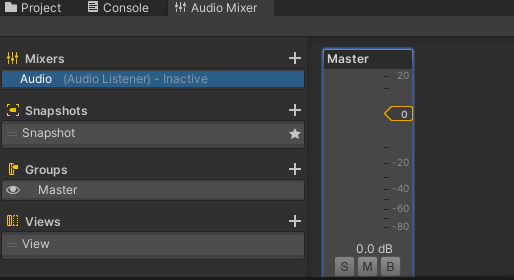 Project Console Audio Mixer
Mixers
Audio (Audio Listener) - Inactive
Snapshots
Snapshot
Groups
Master
Views
View
Master
20
0
-20
-40
-60
-80
0.0 dB
S M B